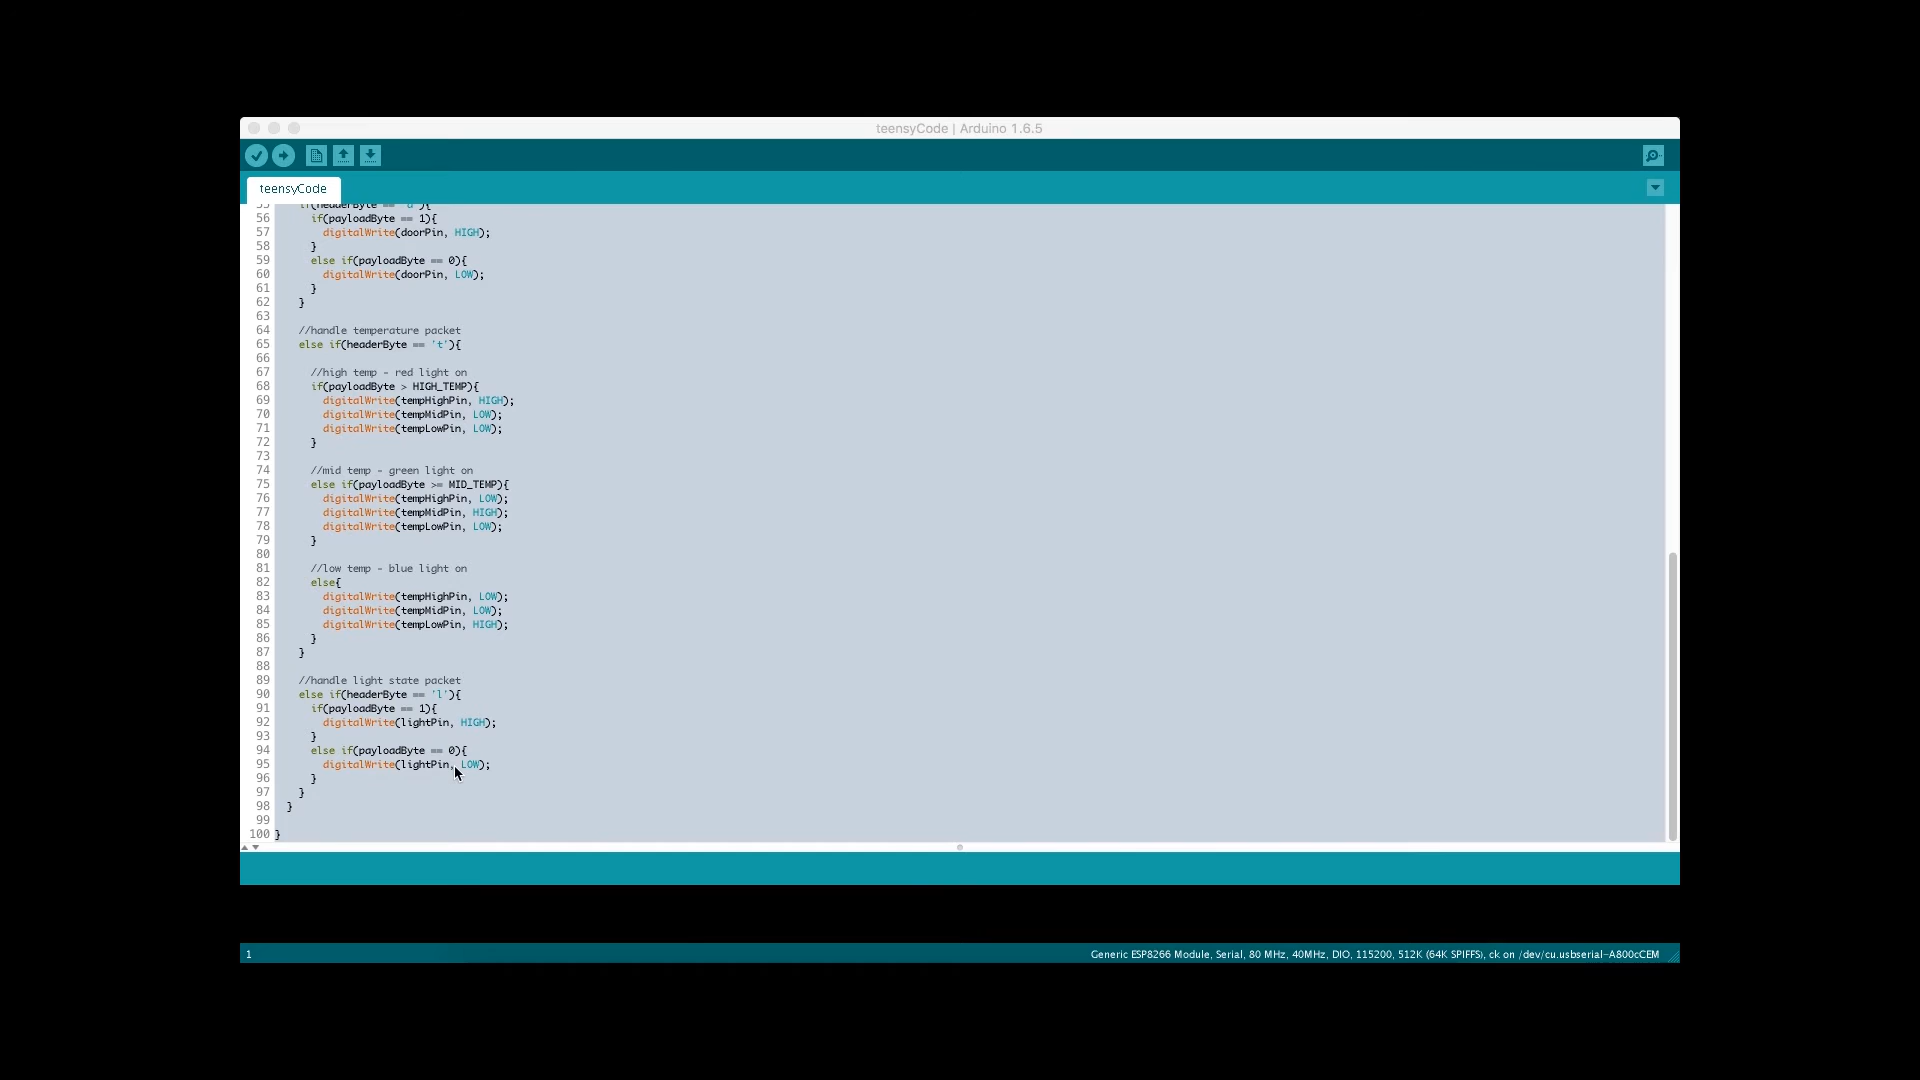 teensyCode | Arduino 1.6.5
teensyCode
55 if(headerByte == 'd'){
56 if(payloadByte == 1){
57 digitalWrite(doorPin, HIGH);
58 }
59 else if(payloadByte == 0){
60 digitalWrite(doorPin, LOW);
61 }
62 }
63
64 //handle temperature packet
65 else if(headerByte == 't'){
66
67 //high temp - red light on
68 if(payloadByte > HIGH_TEMP){
69 digitalWrite(tempHighPin, HIGH);
70 digitalWrite(tempMidPin, LOW);
71 digitalWrite(tempLowPin, LOW);
72 }
73
74 //mid temp - green light on
75 else if(payloadByte >= MID_TEMP){
76 digitalWrite(tempHighPin, LOW);
77 digitalWrite(tempMidPin, HIGH);
78 digitalWrite(tempLowPin, LOW);
79 }
80
81 //low temp - blue light on
82 else{
83 digitalWrite(tempHighPin, LOW);
84 digitalWrite(tempMidPin, LOW);
85 digitalWrite(tempLowPin, HIGH);
86 }
87 }
88
89 //handle light state packet
90 else if(headerByte == 'l'){
91 if(payloadByte == 1){
92 digitalWrite(lightPin, HIGH);
93 }
94 else if(payloadByte == 0){
95 digitalWrite(lightPin, LOW);
96 }
97 }
98 }
99
100 }
1
Generic ESP8266 Module, Serial, 80 MHz, 40MHz, DIO, 115200, 512K (64K SPIFFS), ck on /dev/cu.usbserial-A800cCEM